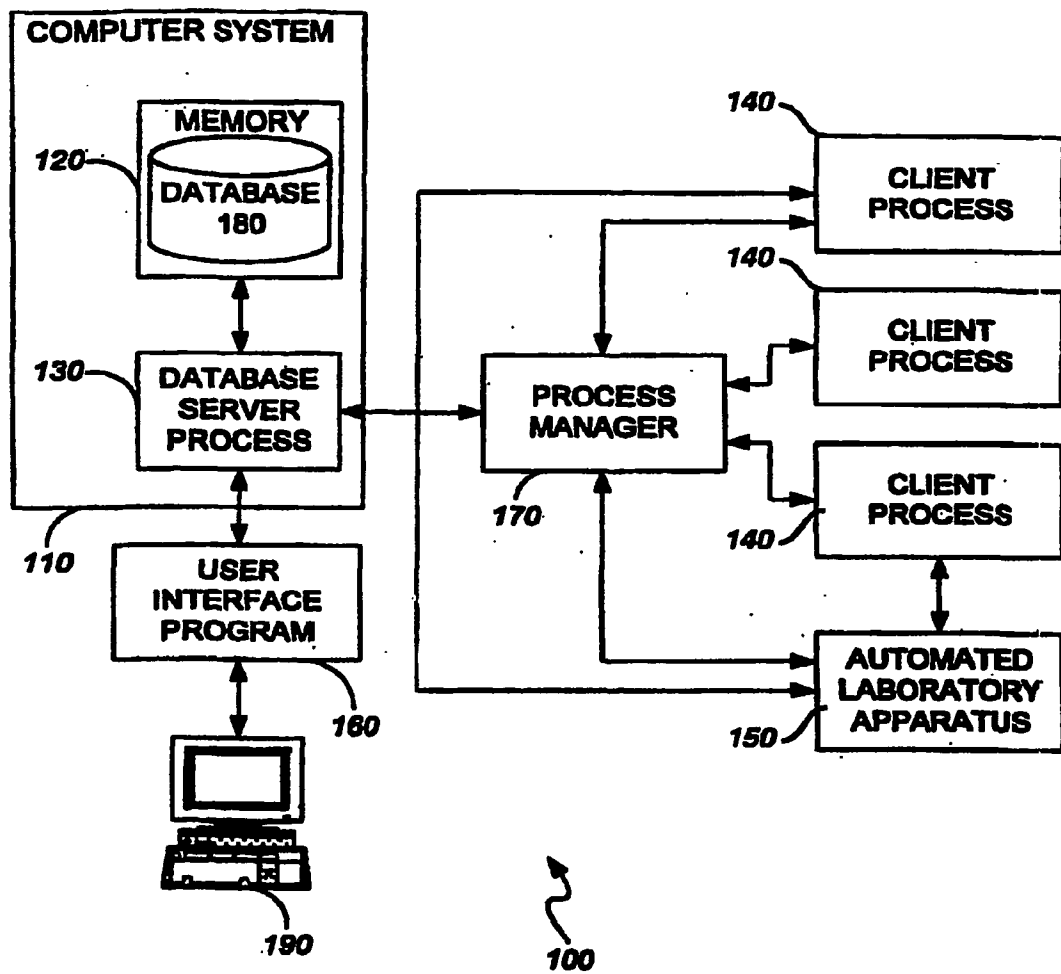 COMPUTER SYSTEM
MEMORY
120
DATABASE
180
130
DATABASE
SERVER
PROCESS
110
USER
INTERFACE
PROGRAM
160
190
PROCESS
MANAGER
170
140
CLIENT
PROCESS
140
CLIENT
PROCESS
CLIENT
PROCESS
140
AUTOMATED
LABORATORY
APPARATUS
150
100